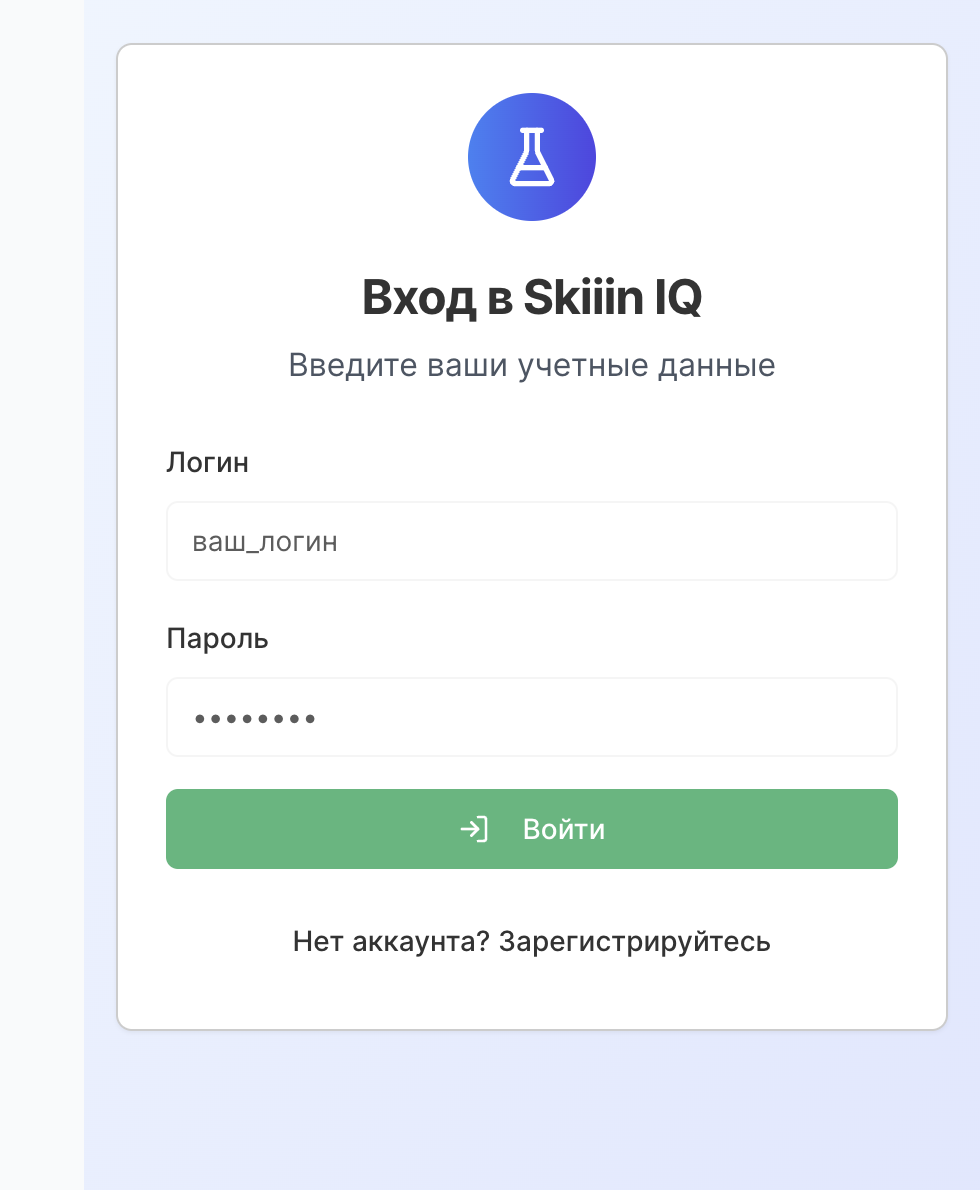 Вход в Skiiin IQ
Введите ваши учетные данные
Логин
ваш_логин
Пароль
••••••••
Войти
Нет аккаунта? Зарегистрируйтесь